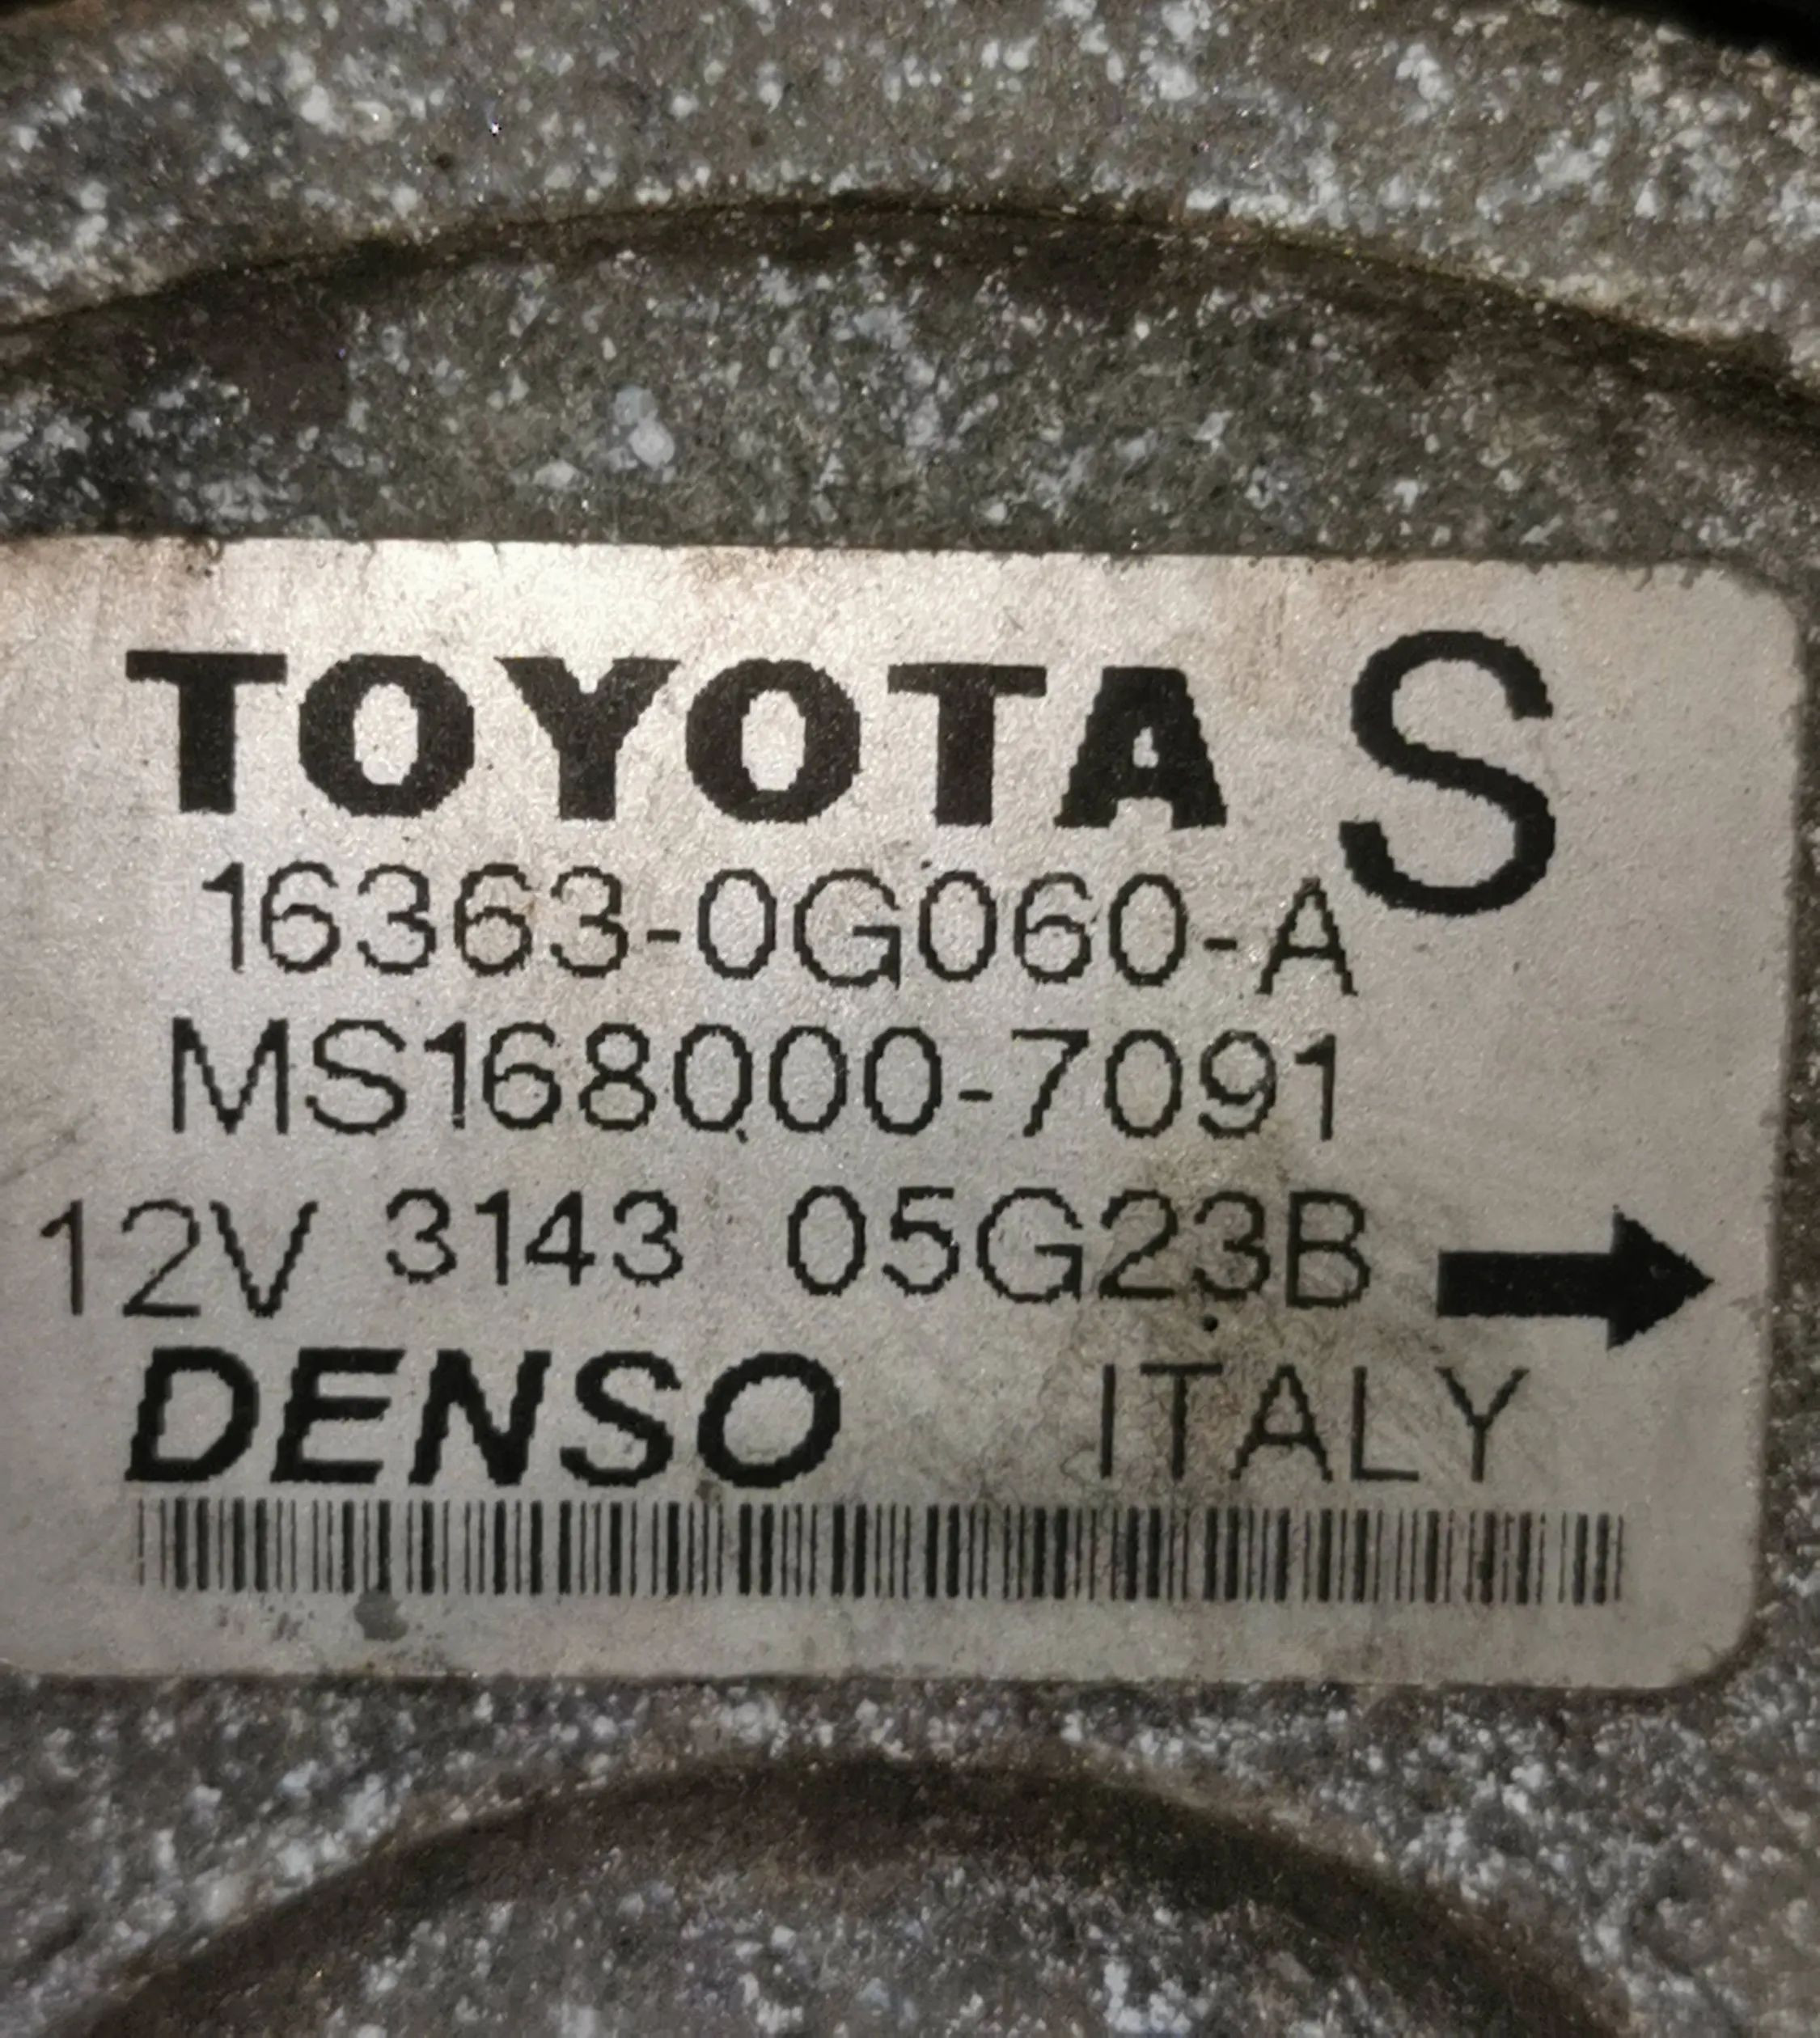 TOYOTA S
16363-0G060-A
MS168000-7091
12V 3143 05G23B
DENSO ITALY